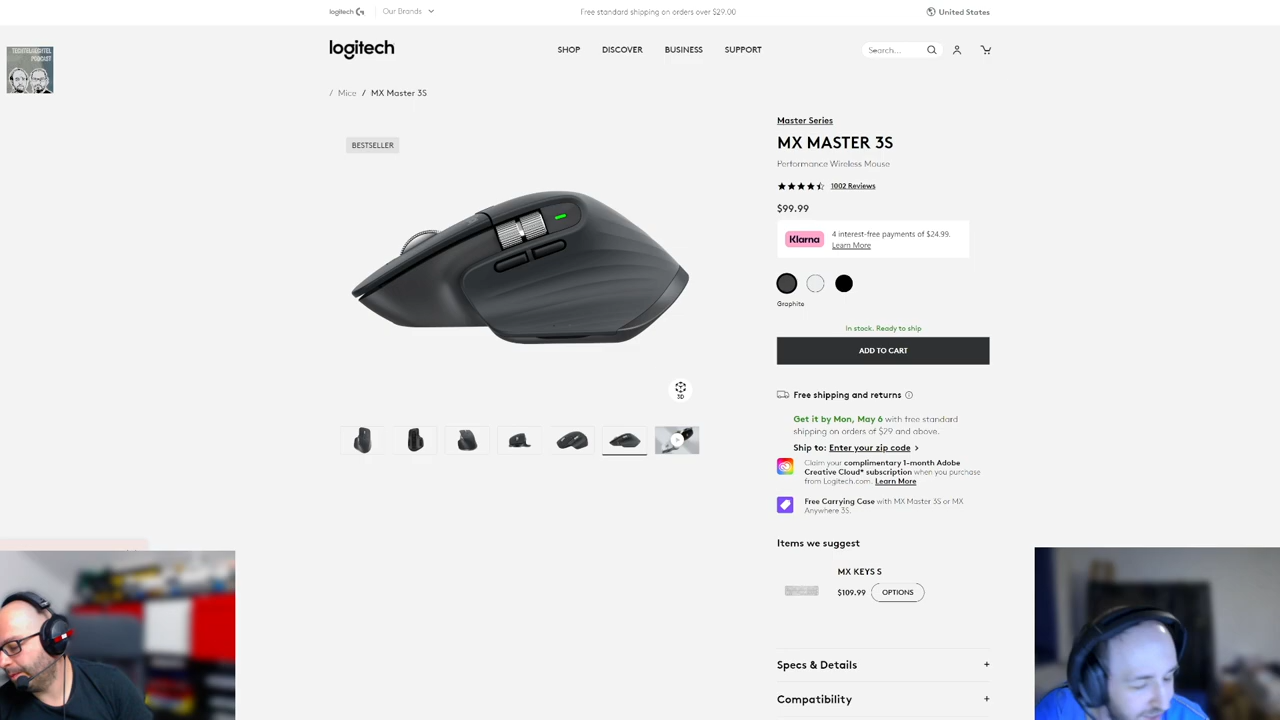 logitech G
Our Brands
Free standard shipping on orders over $29.00
United States
TECHTELMECHTEL
PODCAST
logitech
SHOP
DISCOVER
BUSINESS
SUPPORT
Search...
/ Mice / MX Master 3S
BESTSELLER
3D
Master Series
MX MASTER 3S
Performance Wireless Mouse
1002 Reviews
$99.99
Klarna
4 interest-free payments of $24.99.
Learn More
Graphite
In stock. Ready to ship
ADD TO CART
Free shipping and returns
Get it by Mon, May 6 with free standard
shipping on orders of $29 and above.
Ship to: Enter your zip code >
Claim your complimentary 1-month Adobe
Creative Cloud* subscription when you purchase
from Logitech.com. Learn More
Free Carrying Case with MX Master 3S or MX
Anywhere 3S.
Items we suggest
MX KEYS S
$109.99
OPTIONS
Specs & Details +
Compatibility +